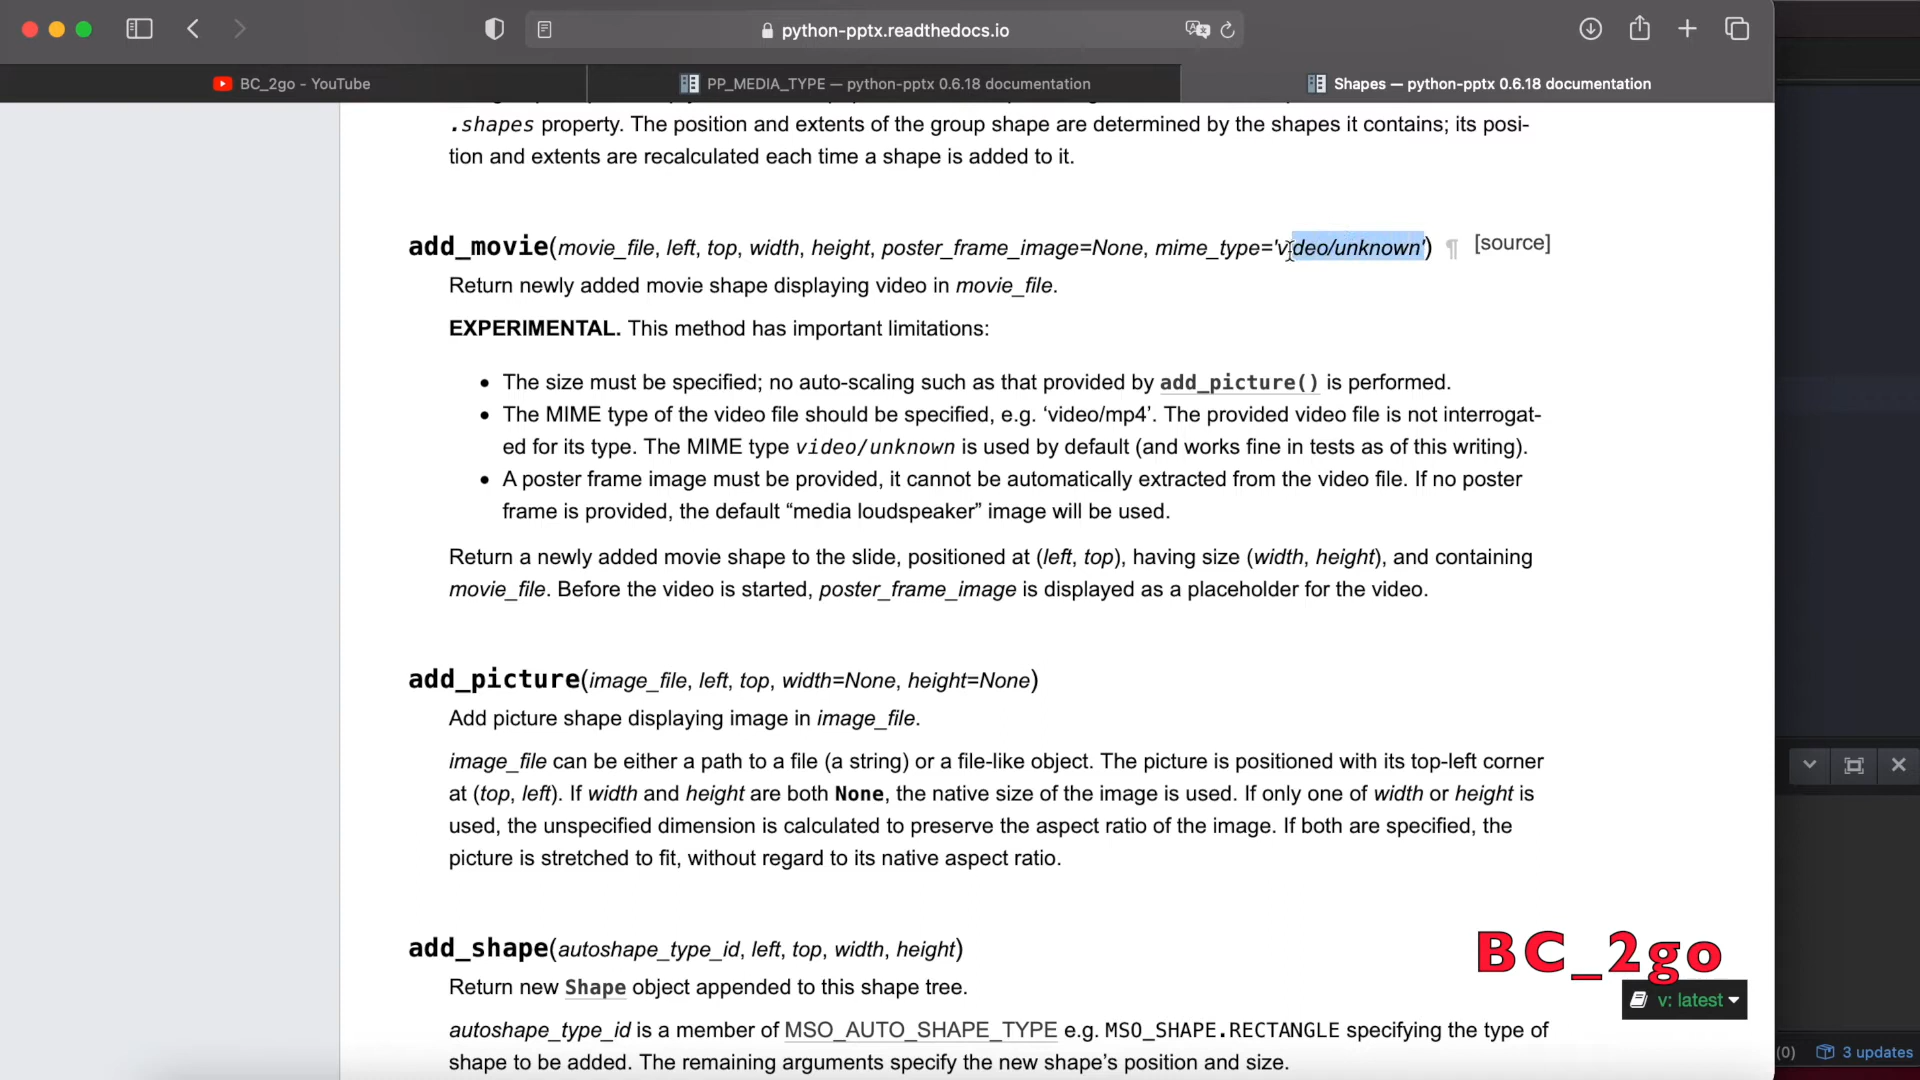 python-pptx.readthedocs.io
BC_2go - YouTube
PP_MEDIA_TYPE — python-pptx 0.6.18 documentation
Shapes — python-pptx 0.6.18 documentation
.shapes property. The position and extents of the group shape are determined by the shapes it contains; its posi-
tion and extents are recalculated each time a shape is added to it.
add_movie(movie_file, left, top, width, height, poster_frame_image=None, mime_type='video/unknown') ¶ [source]
Return newly added movie shape displaying video in movie_file.
EXPERIMENTAL. This method has important limitations:
• The size must be specified; no auto-scaling such as that provided by add_picture() is performed.
• The MIME type of the video file should be specified, e.g. ‘video/mp4’. The provided video file is not interrogat-
ed for its type. The MIME type video/unknown is used by default (and works fine in tests as of this writing).
• A poster frame image must be provided, it cannot be automatically extracted from the video file. If no poster
frame is provided, the default “media loudspeaker” image will be used.
Return a newly added movie shape to the slide, positioned at (left, top), having size (width, height), and containing
movie_file. Before the video is started, poster_frame_image is displayed as a placeholder for the video.
add_picture(image_file, left, top, width=None, height=None)
Add picture shape displaying image in image_file.
image_file can be either a path to a file (a string) or a file-like object. The picture is positioned with its top-left corner
at (top, left). If width and height are both None, the native size of the image is used. If only one of width or height is
used, the unspecified dimension is calculated to preserve the aspect ratio of the image. If both are specified, the
picture is stretched to fit, without regard to its native aspect ratio.
add_shape(autoshape_type_id, left, top, width, height)
Return new Shape object appended to this shape tree.
autoshape_type_id is a member of MSO_AUTO_SHAPE_TYPE e.g. MSO_SHAPE.RECTANGLE specifying the type of
shape to be added. The remaining arguments specify the new shape’s position and size.
BC_2go
v: latest
(0) 3 updates